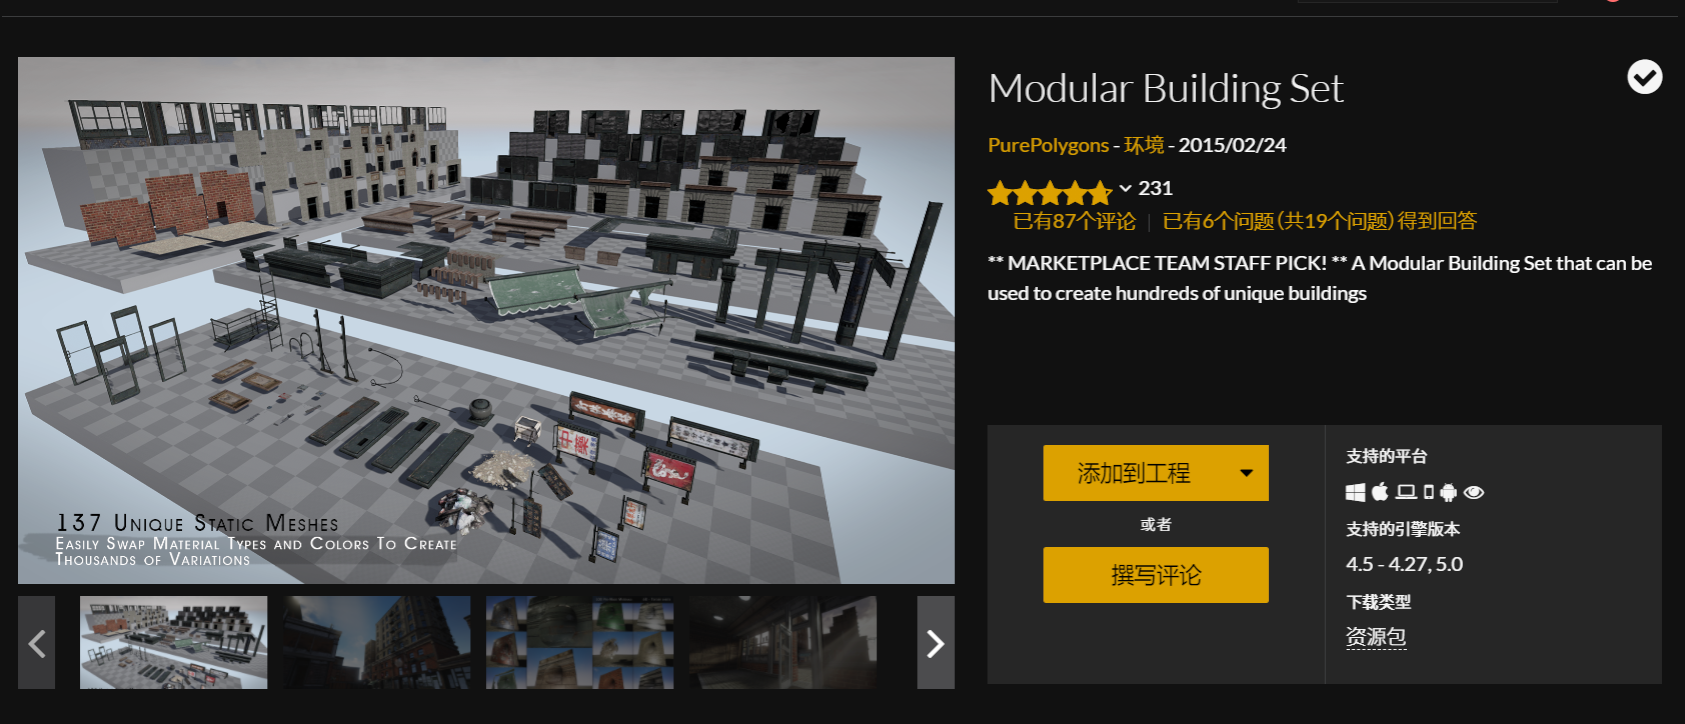 Modular Building Set
PurePolygons - 环境 - 2015/02/24
231
已有87个评论 | 已有6个问题 (共19个问题) 得到回答
** MARKETPLACE TEAM STAFF PICK! ** A Modular Building Set that can be
used to create hundreds of unique buildings
中藥
137 Unique Static Meshes
Easily Swap Material Types and Colors To Create
Thousands of Variations
添加到工程
或者
撰写评论
支持的平台
支持的引擎版本
4.5 - 4.27, 5.0
下载类型
资源包